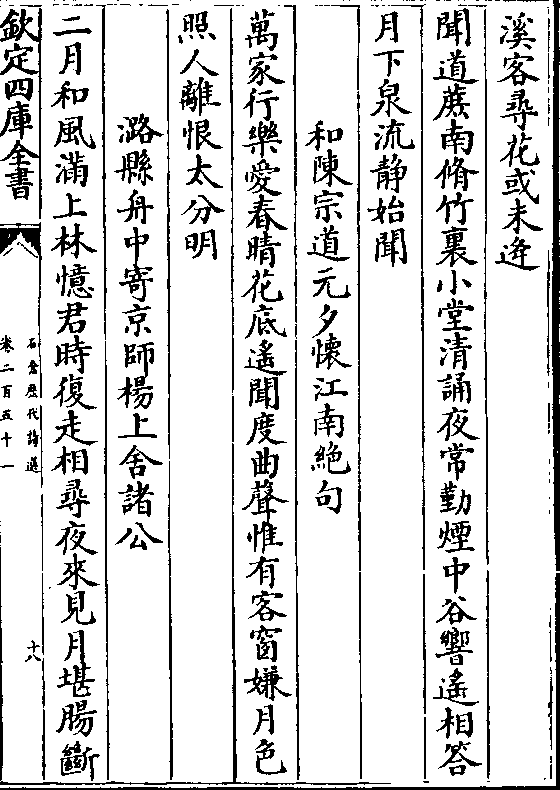 溪客尋花或未逢
聞道蔟南脩竹裏小堂清誦夜常勤煙中谷響遙相答
月下泉流静始聞
和陳宗道元夕懷江南絶句
萬家行樂愛春晴花底遙聞度曲聲惟有客窗嫌月色
照人離恨太分明
潞縣舟中寄京師楊上舍諸公
二月和風滿上林憶君時復走相尋夜來見月堪腸斷
欽定四庫全書
石倉歷代詩選
卷二百五十一
十八